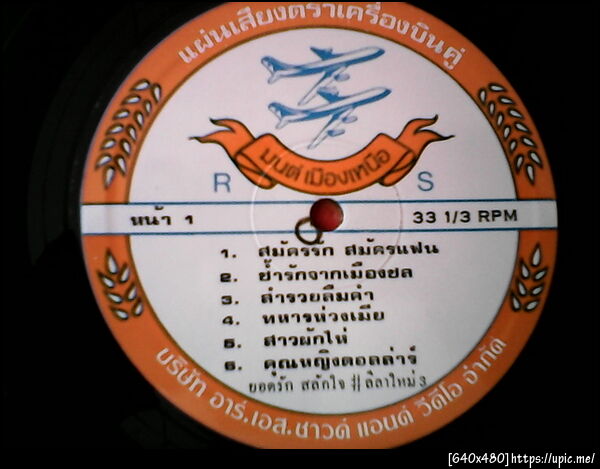 แผ่นเสียงตราเครื่องบินคู่
มนต์เมืองเหนือ
R S
หน้า 1 33 1/3 RPM
1. สมัครรัก สมัครแฟน
2. ย้ำรักจากเมืองชล
3. ลำรวยลืมดำ
4. ทหารห่วงเมีย
5. สาวผักไห่
6. คุณหญิงดอลล่าร์
ยอดรัก สลักใจ # ลีลาใหม่ 3
บริษัท อาร์.เอส.ซาวด์ แอนด์ วีดีโอ จำกัด
[640x480]https://upic.me/